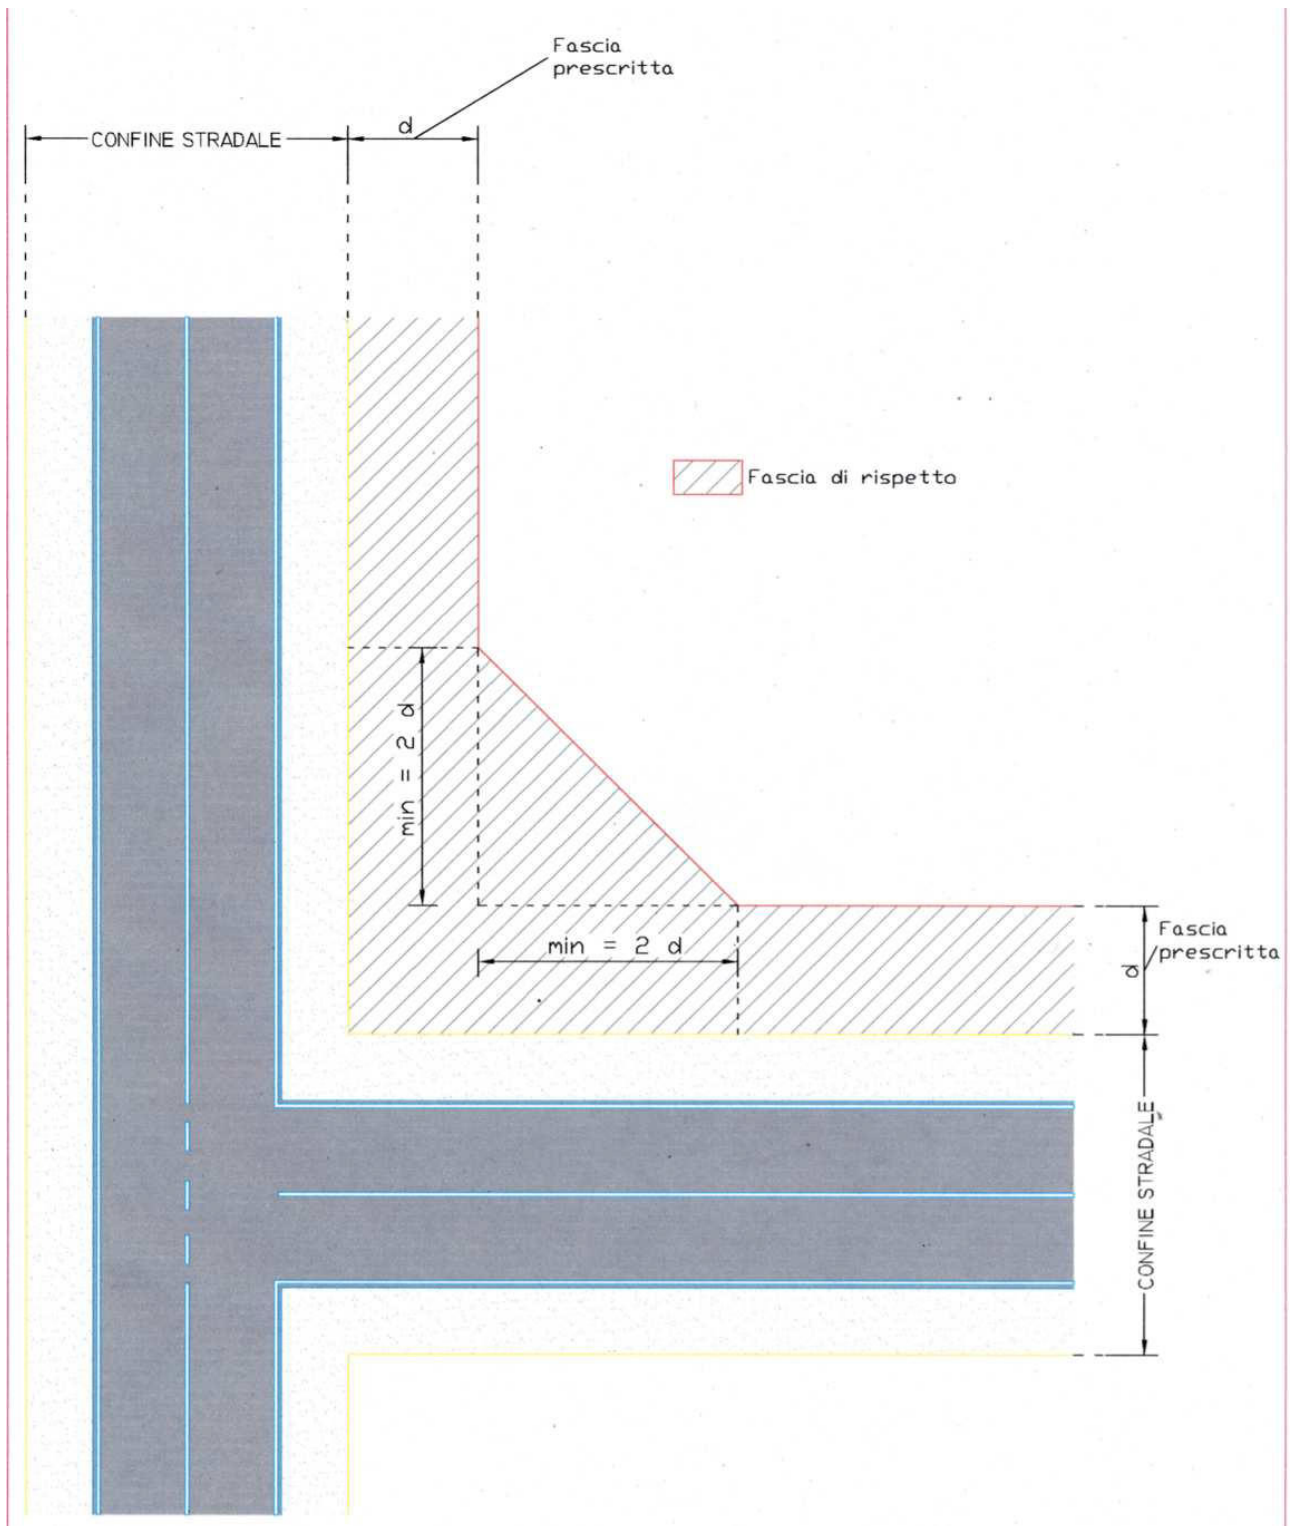 Fascia
prescritta
CONFINE STRADALE
d
Fascia di rispetto
min = 2 d
min = 2 d
Fascia
prescritta
d
CONFINE STRADALE